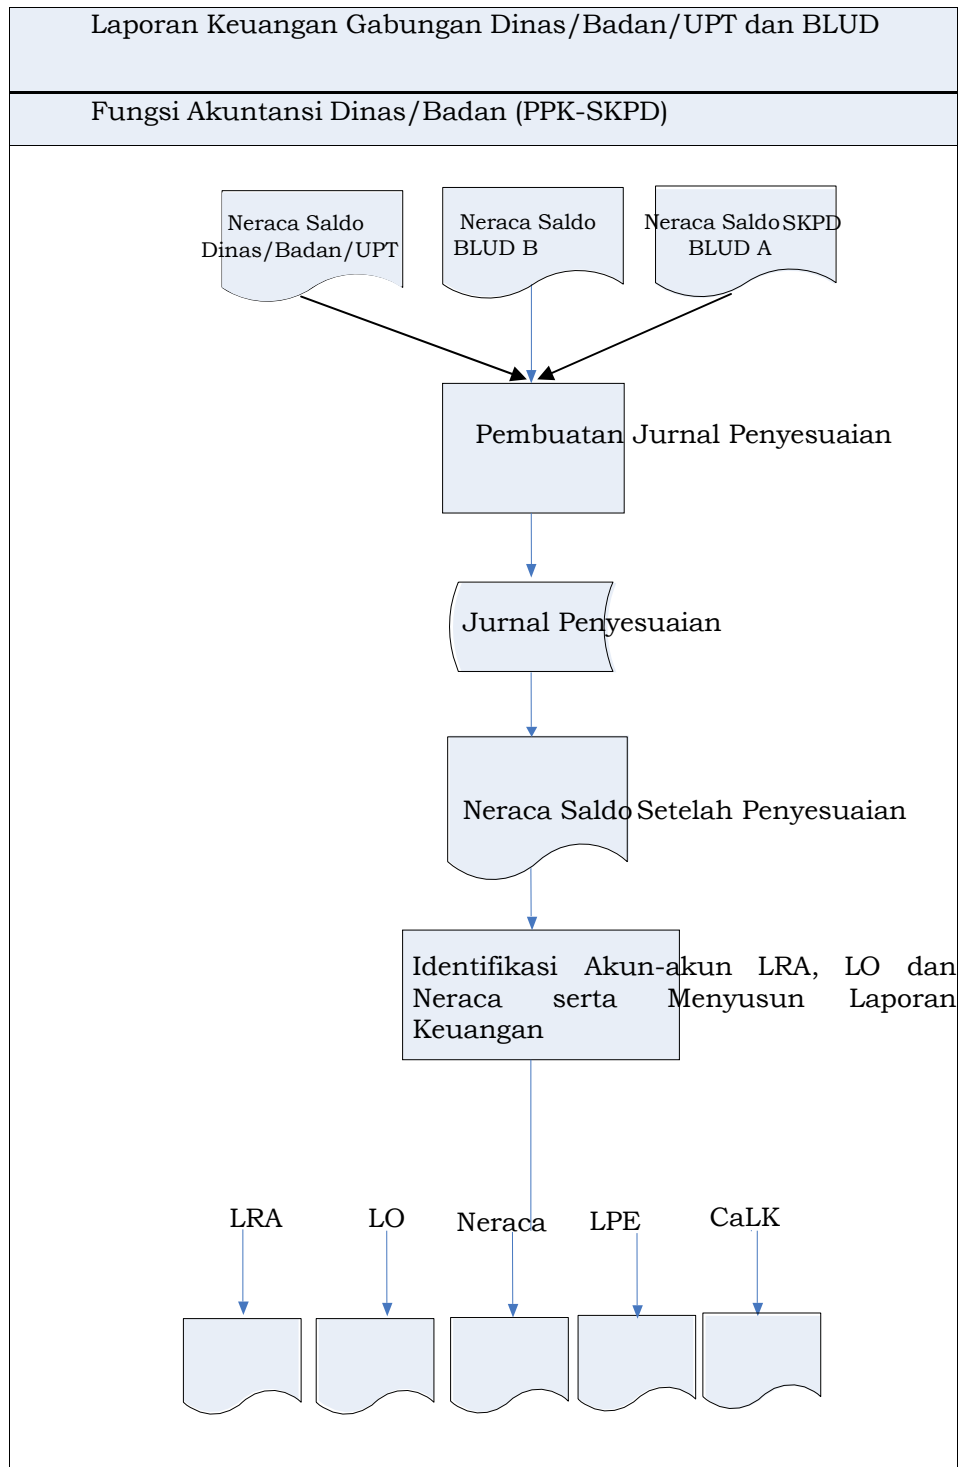 Laporan Keuangan Gabungan Dinas/Badan/UPT dan BLUD
Fungsi Akuntansi Dinas/Badan (PPK-SKPD)
Neraca Saldo
Dinas/Badan/UPT
Neraca Saldo
BLUD B
Neraca Saldo SKPD
BLUD A
Pembuatan Jurnal Penyesuaian
Jurnal Penyesuaian
Neraca Saldo Setelah Penyesuaian
Identifikasi Akun-akun LRA, LO dan
Neraca serta Menyusun Laporan
Keuangan
LRA
LO
Neraca
LPE
CaLK